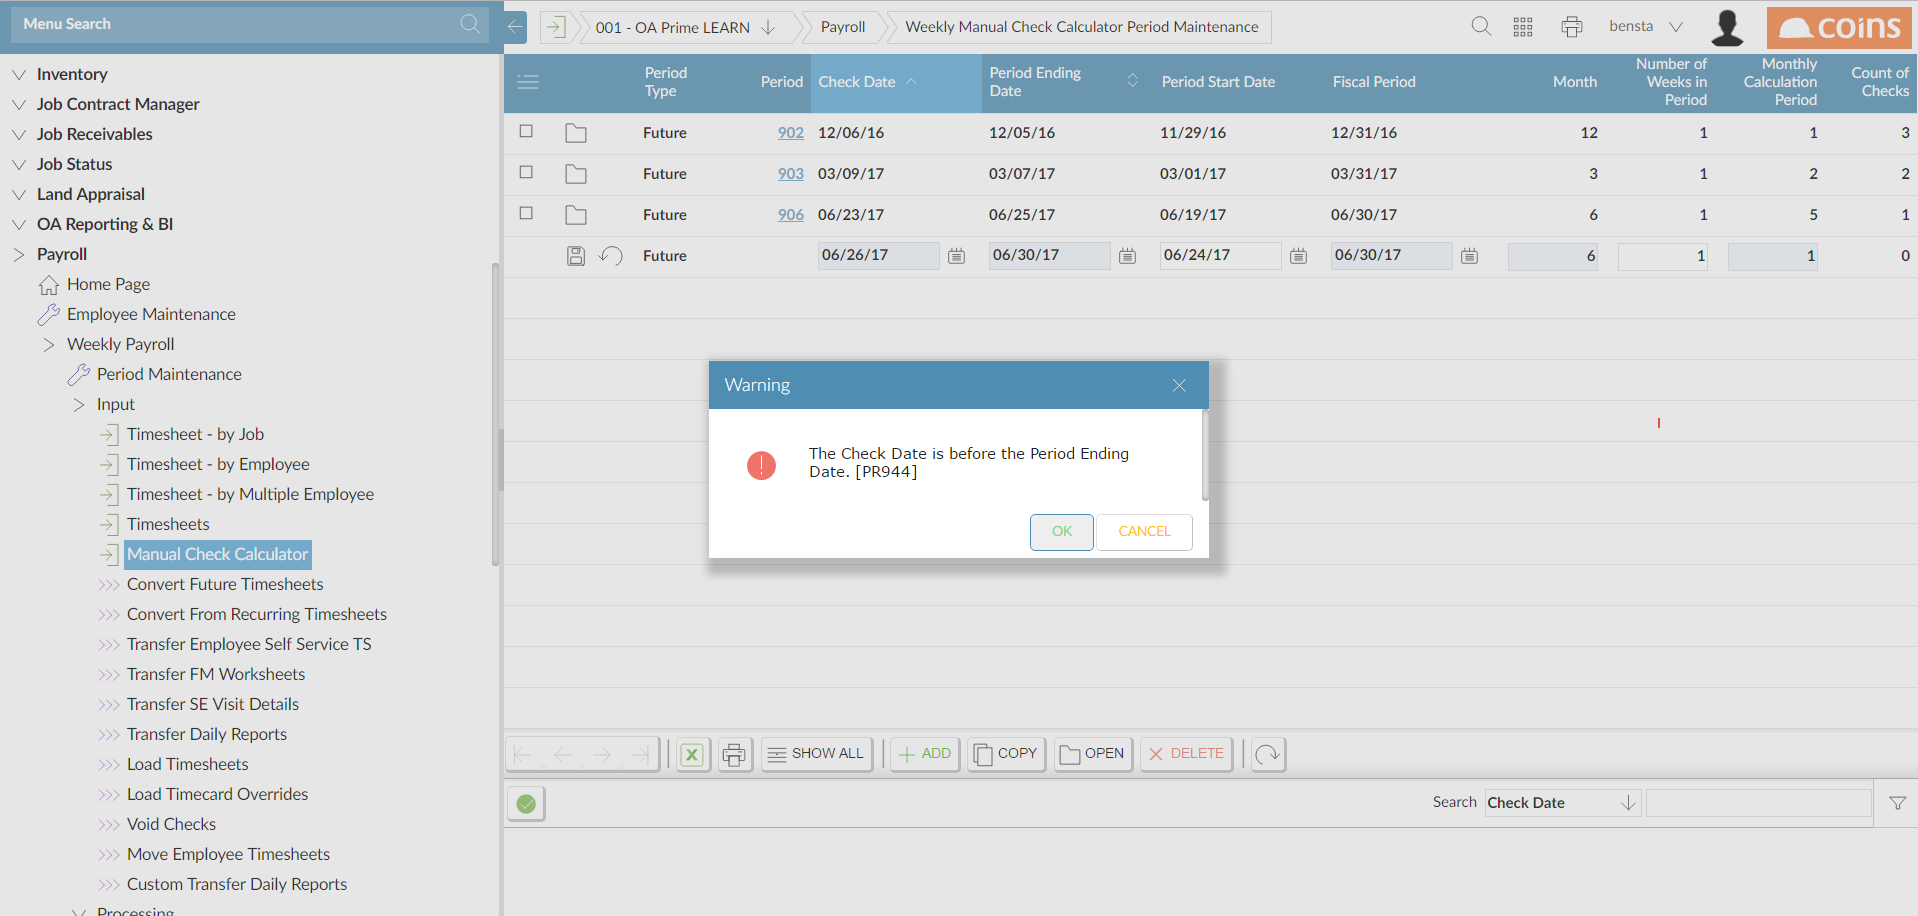 Menu Search
001 - OA Prime LEARN
Payroll
Weekly Manual Check Calculator Period Maintenance
bensta
coins
Inventory
Job Contract Manager
Job Receivables
Job Status
Land Appraisal
OA Reporting & BI
Payroll
Home Page
Employee Maintenance
Weekly Payroll
Period Maintenance
Input
Timesheet - by Job
Timesheet - by Employee
Timesheet - by Multiple Employee
Timesheets
Manual Check Calculator
Convert Future Timesheets
Convert From Recurring Timesheets
Transfer Employee Self Service TS
Transfer FM Worksheets
Transfer SE Visit Details
Transfer Daily Reports
Load Timesheets
Load Timecard Overrides
Void Checks
Move Employee Timesheets
Custom Transfer Daily Reports
Processing
Period
Type
Period
Check Date
Period Ending
Date
Period Start Date
Fiscal Period
Month
Number of
Weeks in
Period
Monthly
Calculation
Period
Count of
Checks
Future 902 12/06/16 12/05/16 11/29/16 12/31/16 12 1 1 3
Future 903 03/09/17 03/07/17 03/01/17 03/31/17 3 1 2 2
Future 906 06/23/17 06/25/17 06/19/17 06/30/17 6 1 5 1
Future 06/26/17 06/30/17 06/24/17 06/30/17 6 1 1 0
Warning
The Check Date is before the Period Ending
Date. [PR944]
OK CANCEL
SHOW ALL ADD COPY OPEN DELETE
Search Check Date